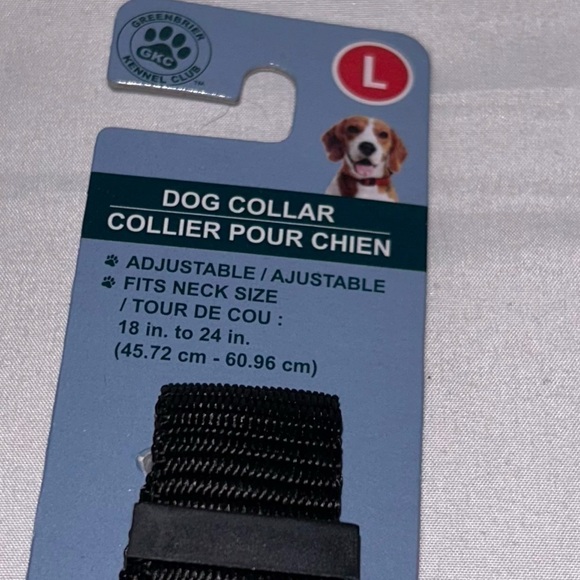 GREENBRIER
GKC
KENNEL CLUB
TM
L
DOG COLLAR
COLLIER POUR CHIEN
ADJUSTABLE / AJUSTABLE
FITS NECK SIZE
/ TOUR DE COU :
18 in. to 24 in.
(45.72 cm - 60.96 cm)